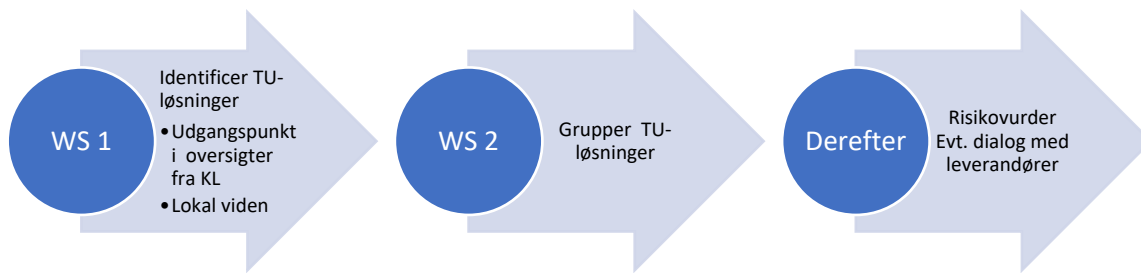 WS 1
Identificer TU-
løsninger
•Udgangspunkt
i oversigter
fra KL
•Lokal viden
WS 2
Grupper TU-
løsninger
Derefter
Risikovurder
Evt. dialog med
leverandører